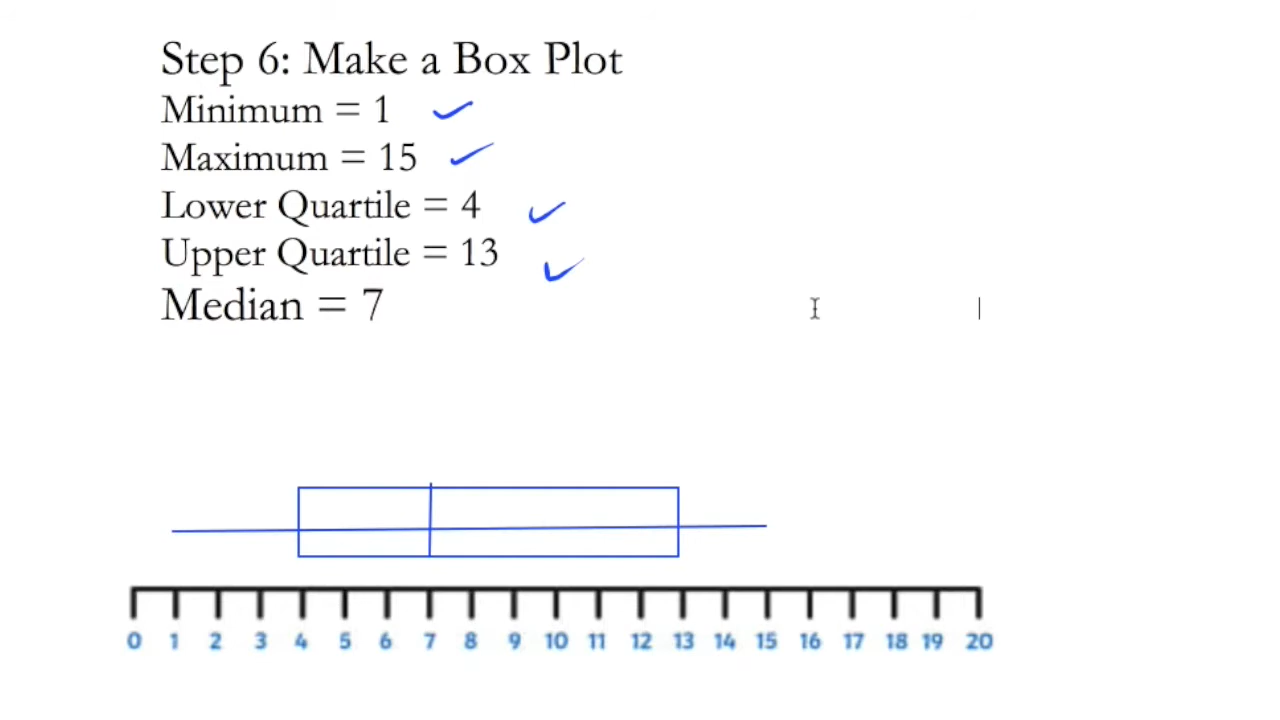 Step 6: Make a Box Plot
Minimum = 1
Maximum = 15
Lower Quartile = 4
Upper Quartile = 13
Median = 7
0 1 2 3 4 5 6 7 8 9 10 11 12 13 14 15 16 17 18 19 20